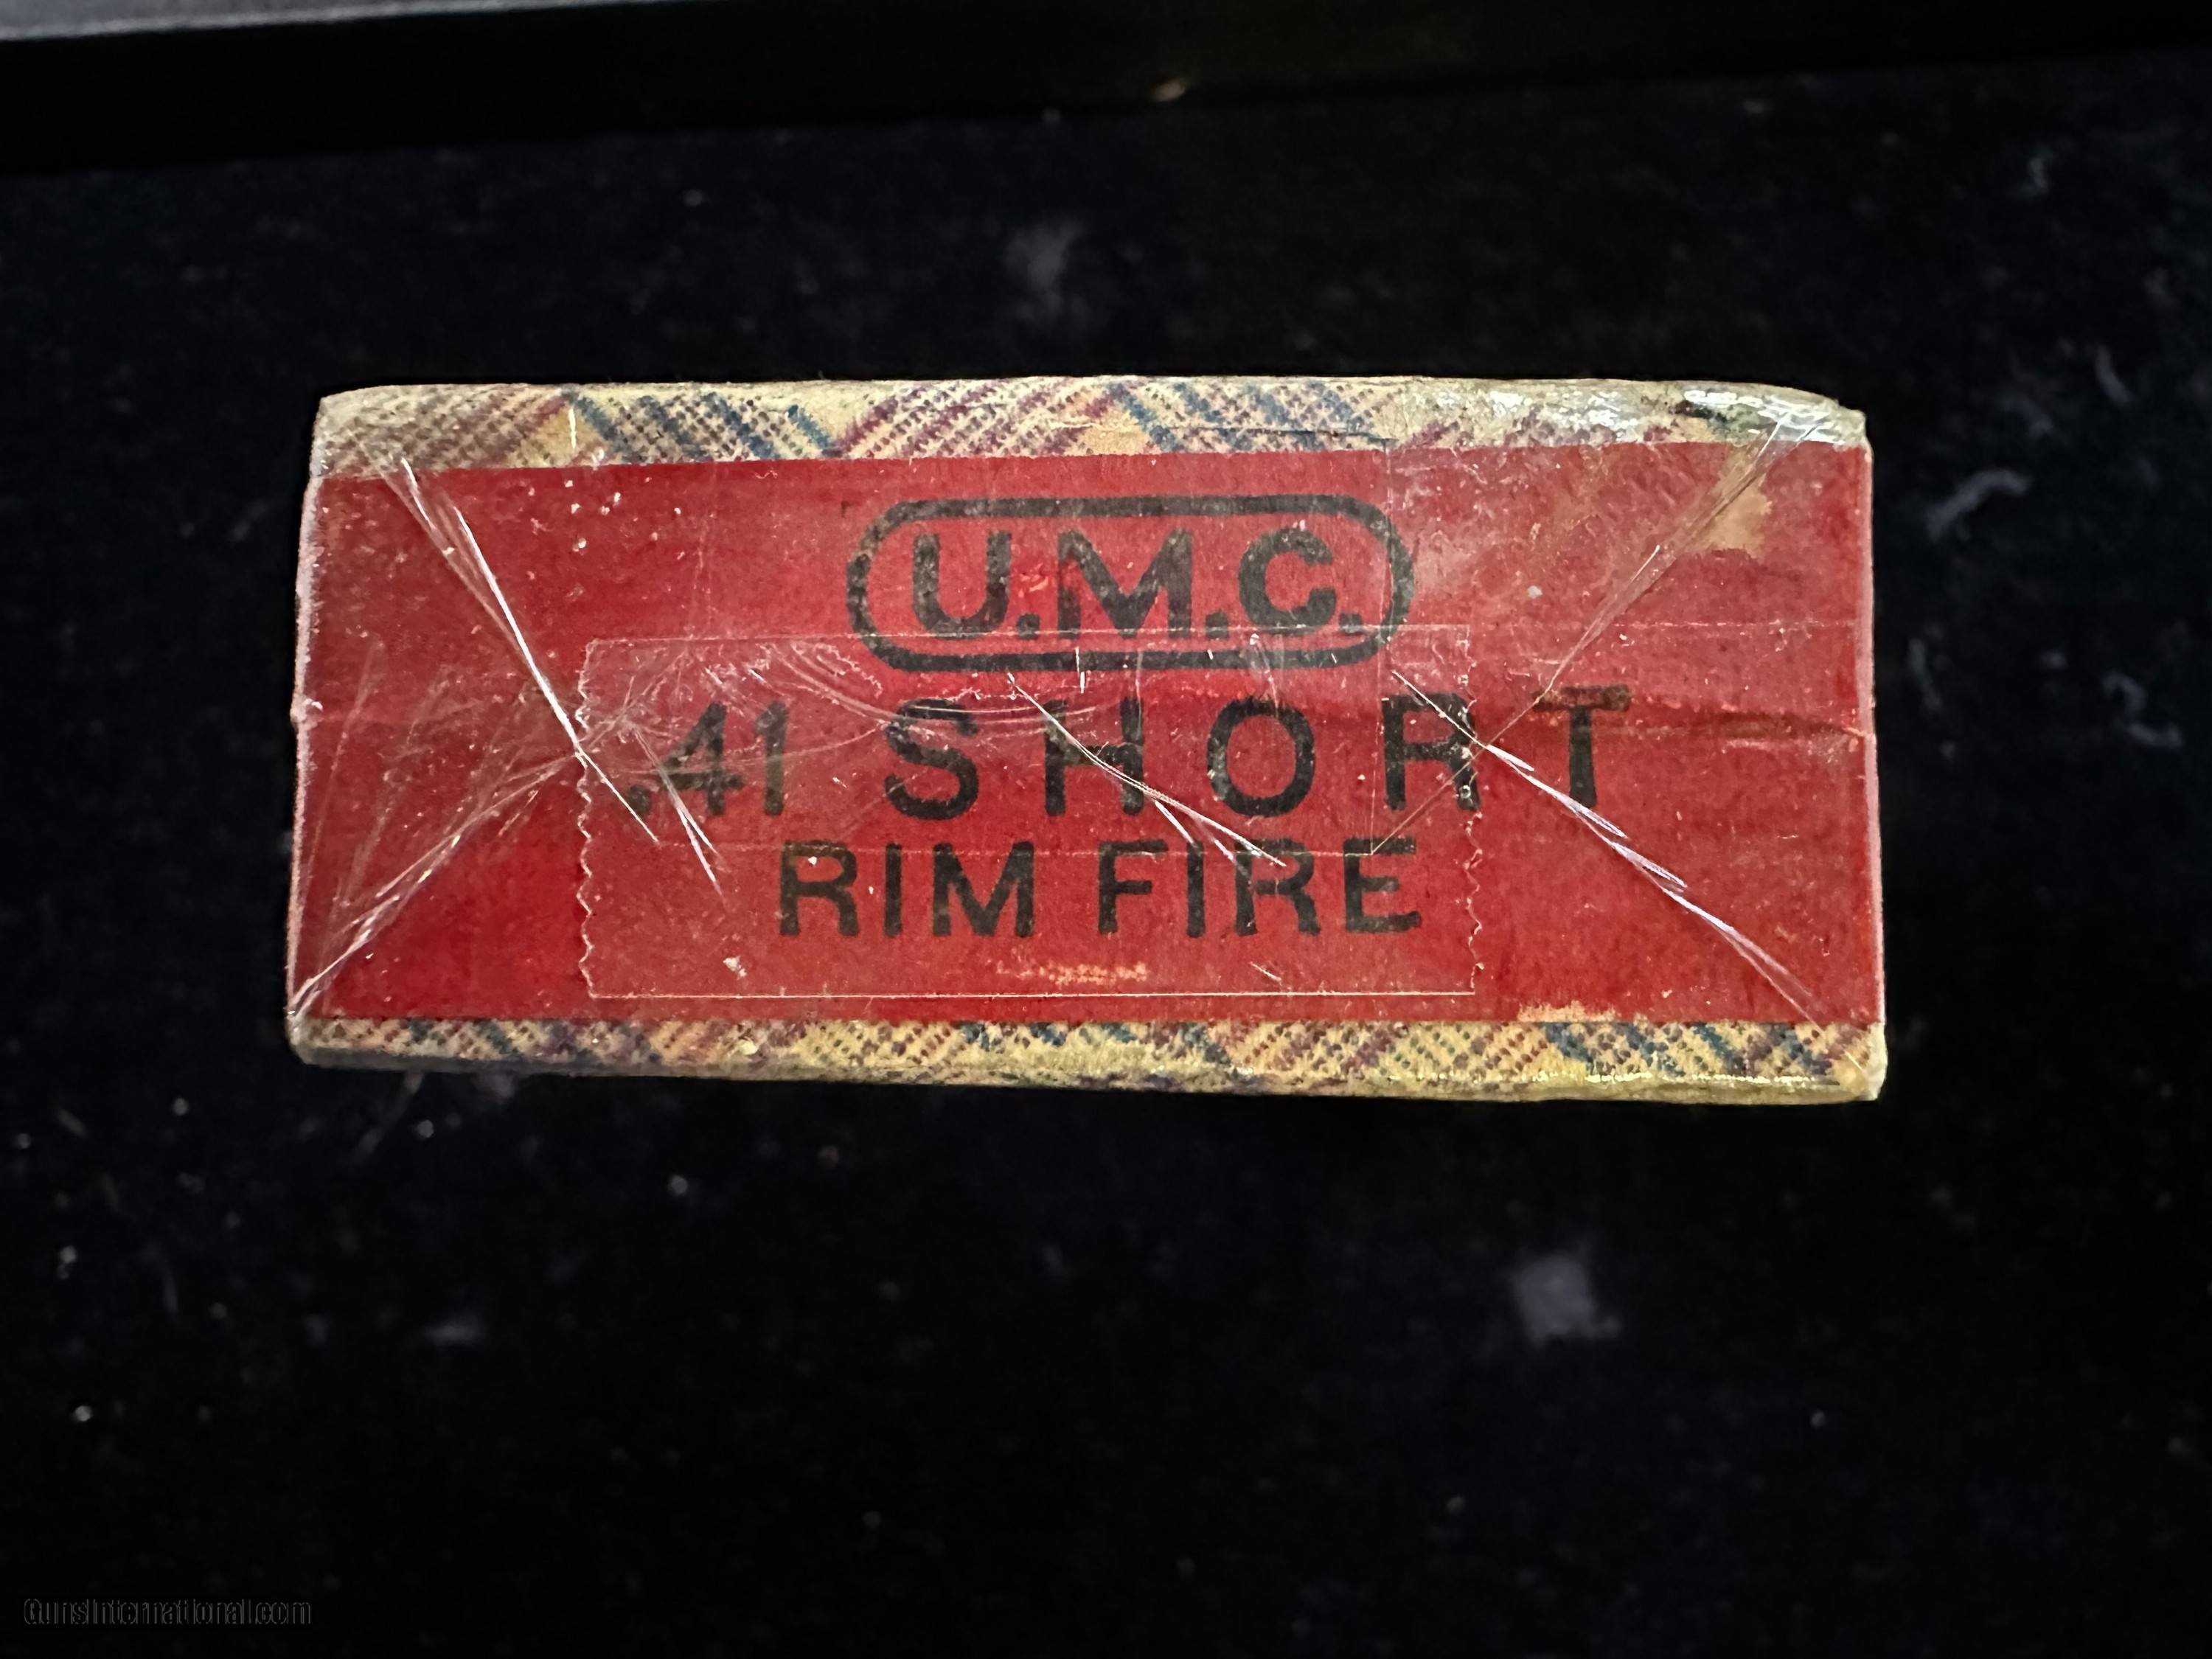 U.M.C.
.41 SHORT
RIM FIRE
GunsInternational.com